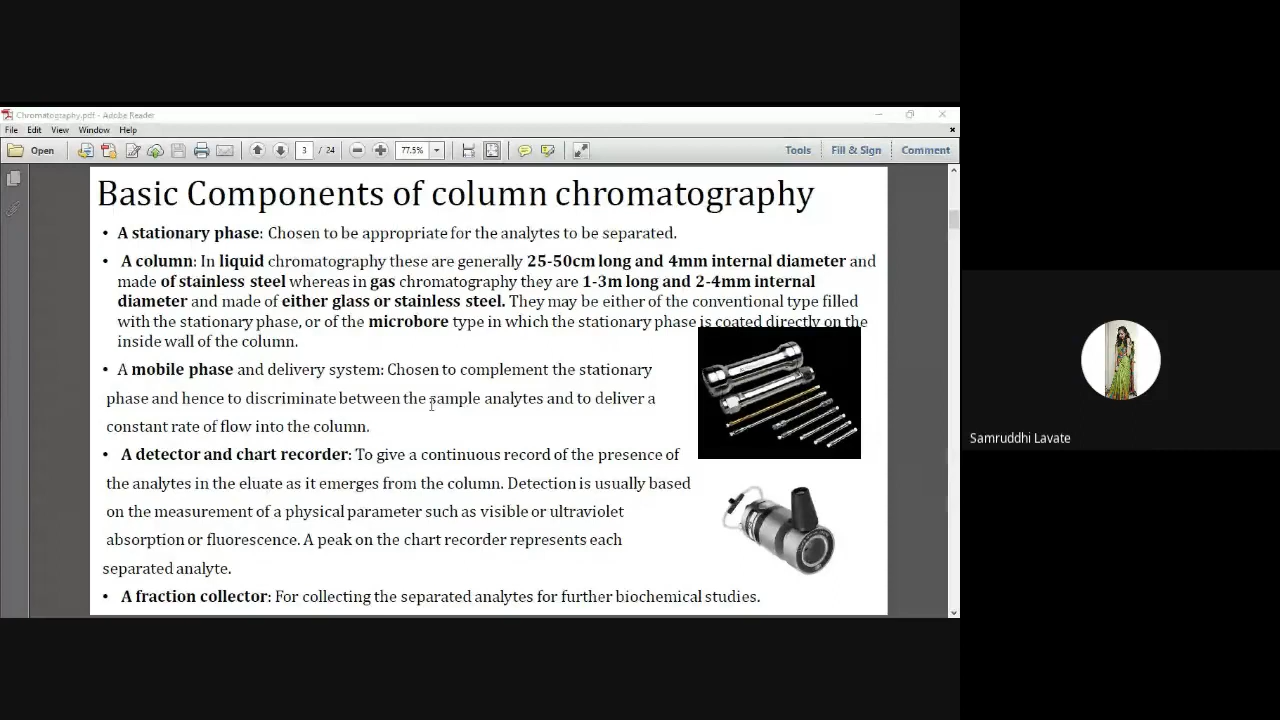 Chromatography.pdf - Adobe Reader
File Edit View Window Help
Open 3 / 24 77.5% Tools Fill & Sign Comment
Basic Components of column chromatography
• A stationary phase: Chosen to be appropriate for the analytes to be separated.
• A column: In liquid chromatography these are generally 25-50cm long and 4mm internal diameter and
made of stainless steel whereas in gas chromatography they are 1-3m long and 2-4mm internal
diameter and made of either glass or stainless steel. They may be either of the conventional type filled
with the stationary phase, or of the microbore type in which the stationary phase is coated directly on the
inside wall of the column.
• A mobile phase and delivery system: Chosen to complement the stationary
phase and hence to discriminate between the sample analytes and to deliver a
constant rate of flow into the column.
• A detector and chart recorder: To give a continuous record of the presence of
the analytes in the eluate as it emerges from the column. Detection is usually based
on the measurement of a physical parameter such as visible or ultraviolet
absorption or fluorescence. A peak on the chart recorder represents each
separated analyte.
• A fraction collector: For collecting the separated analytes for further biochemical studies.
Samruddhi Lavate